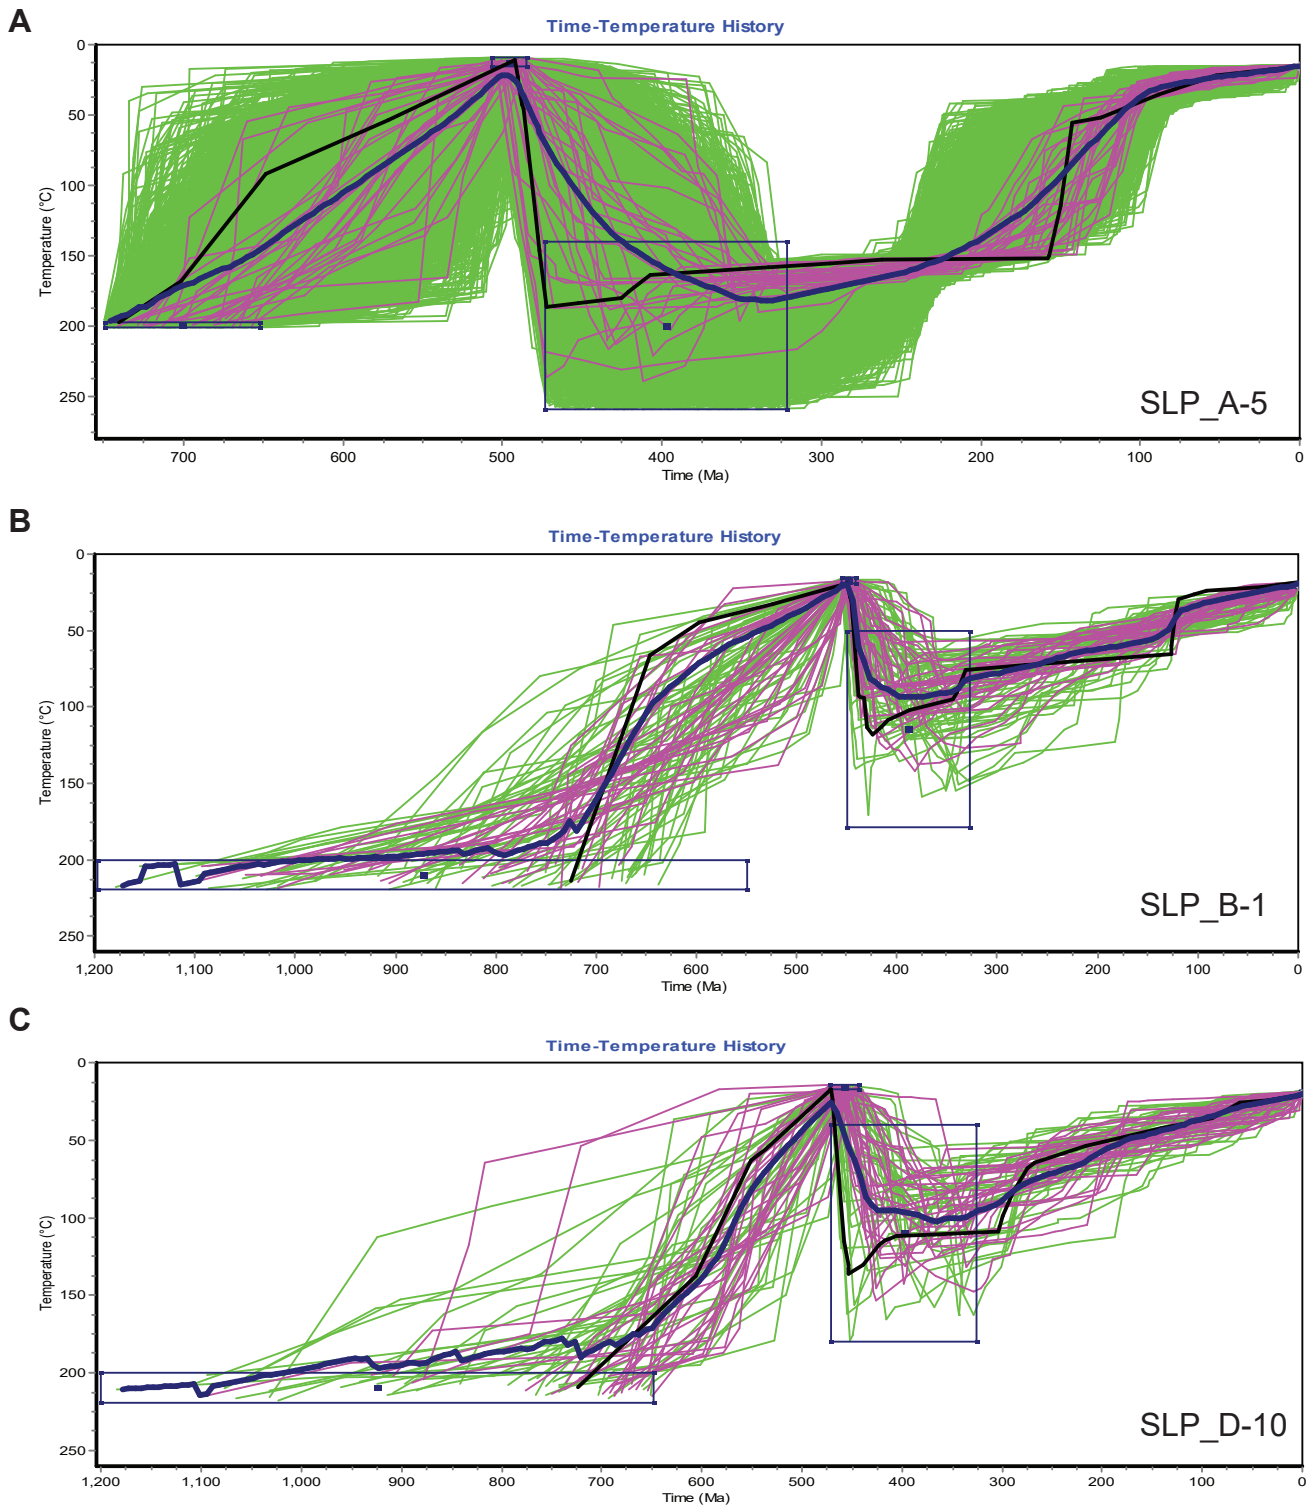 A
Time-Temperature History
0
50
100
150
200
250
Temperature (°C)
SLP_A-5
700 600 500 400 300 200 100 0
Time (Ma)
B
Time-Temperature History
0
50
100
150
200
250
Temperature (°C)
SLP_B-1
1,200 1,100 1,000 900 800 700 600 500 400 300 200 100 0
Time (Ma)
C
Time-Temperature History
0
50
100
150
200
250
Temperature (°C)
SLP_D-10
1,200 1,100 1,000 900 800 700 600 500 400 300 200 100 0
Time (Ma)